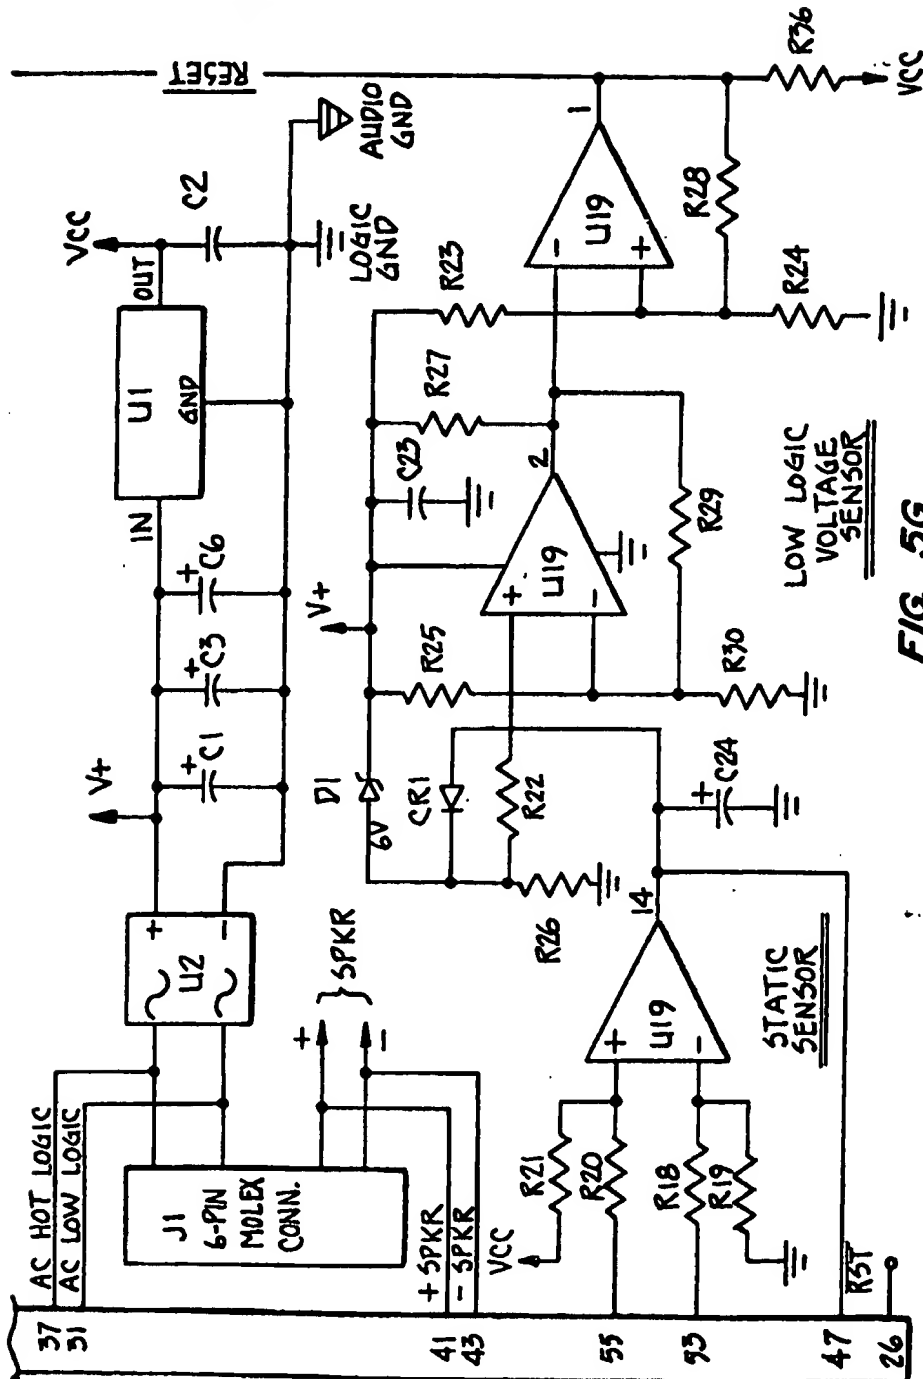 AC HOT LOGIC
AC LOW LOGIC
37
31
41
43
55
93
47
26
+ SPKR
- SPKR
RST
J1
6-PIN
MOLEX
CONN.
+
-
SPKR
U2
+
-
V+
+
C1
+
C3
+
C6
IN
U1
OUT
GND
VCC
C2
LOGIC
GND
AUDIO
GND
RESET
VCC
R21
R20
R18
R19
+
-
U19
14
STATIC
SENSOR
R26
+
C24
D1
6V
CR1
R22
V+
R25
R30
+
-
U19
2
C23
R27
R29
R23
-
+
U19
1
R28
R24
R36
VCC
LOW LOGIC
VOLTAGE
SENSOR
FIG. 5G